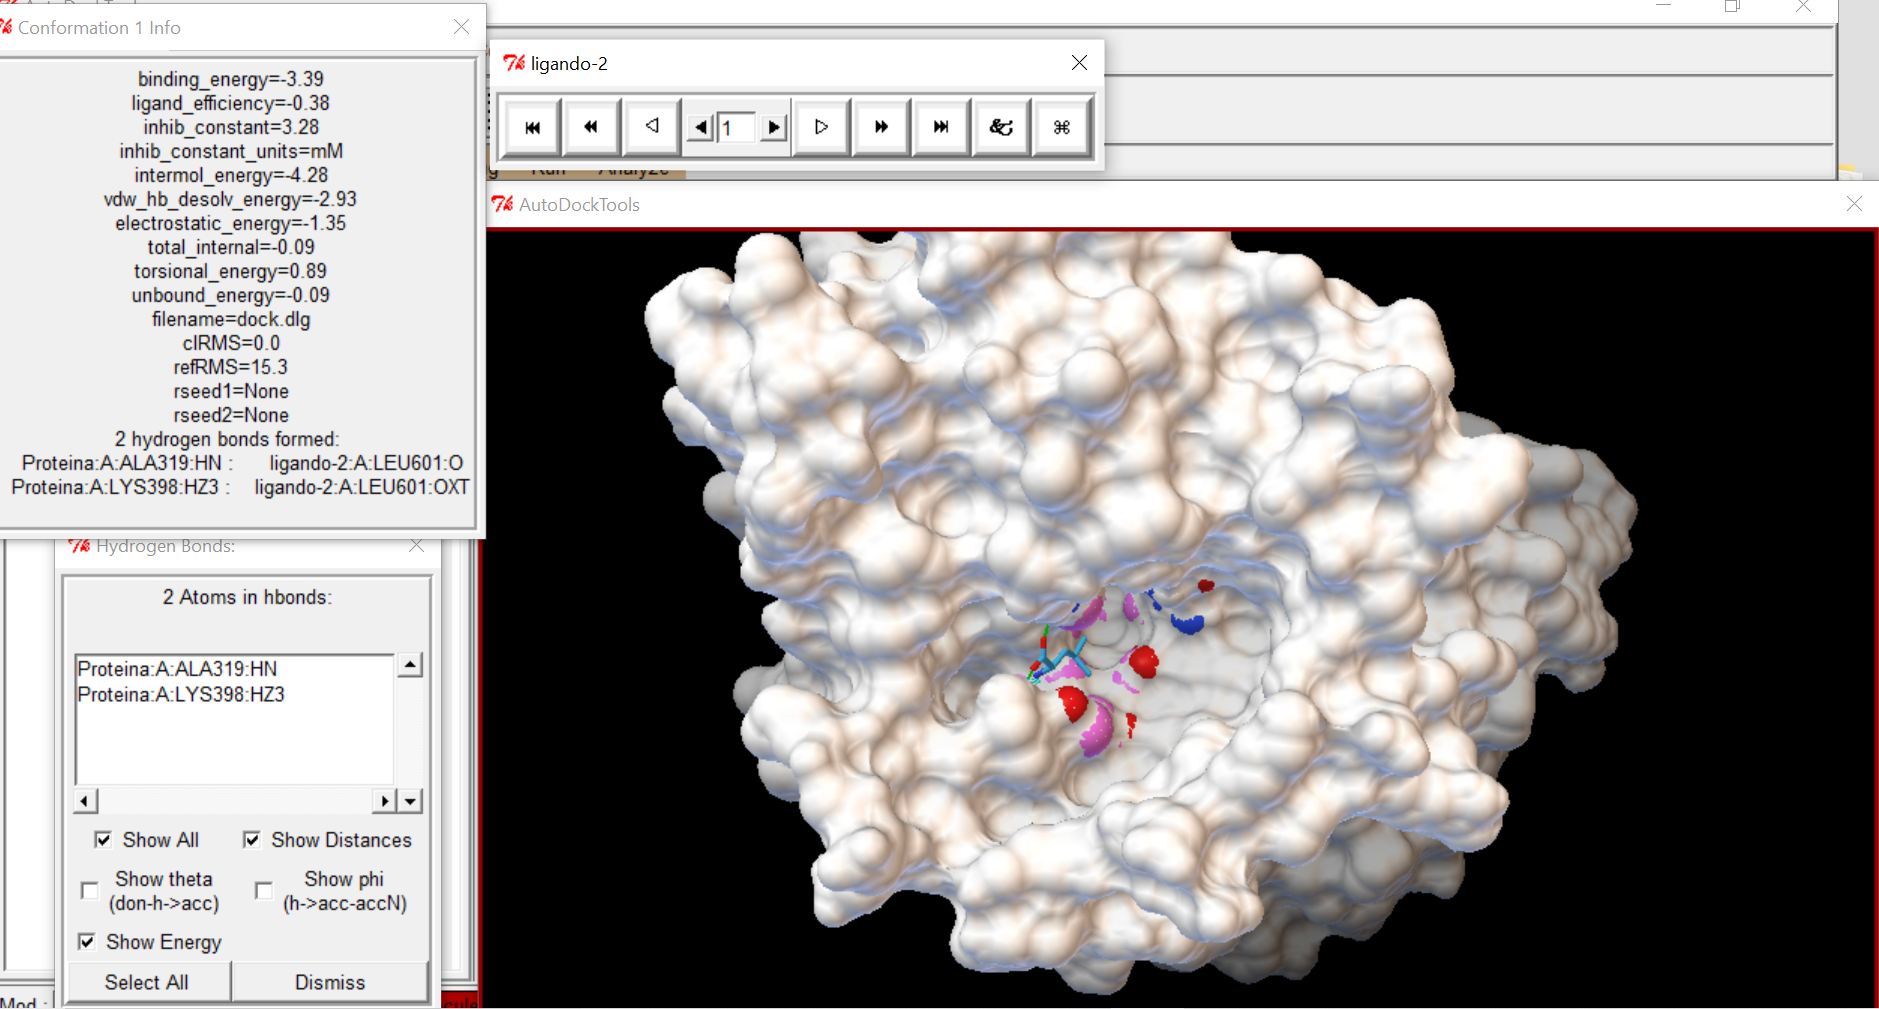 Conformation 1 Info
binding_energy=-3.39
ligand_efficiency=-0.38
inhib_constant=3.28
inhib_constant_units=mM
intermol_energy=-4.28
vdw_hb_desolv_energy=-2.93
electrostatic_energy=-1.35
total_internal=-0.09
torsional_energy=0.89
unbound_energy=-0.09
filename=dock.dlg
clRMS=0.0
refRMS=15.3
rseed1=None
rseed2=None
2 hydrogen bonds formed:
Proteina:A:ALA319:HN : ligando-2:A:LEU601:O
Proteina:A:LYS398:HZ3 : ligando-2:A:LEU601:OXT
ligando-2
1
Run Analyze
AutoDockTools
Hydrogen Bonds:
2 Atoms in hbonds:
Proteina:A:ALA319:HN
Proteina:A:LYS398:HZ3
Show All Show Distances
Show theta
(don-h->acc)
Show phi
(h->acc-accN)
Show Energy
Select All Dismiss
Mod.: